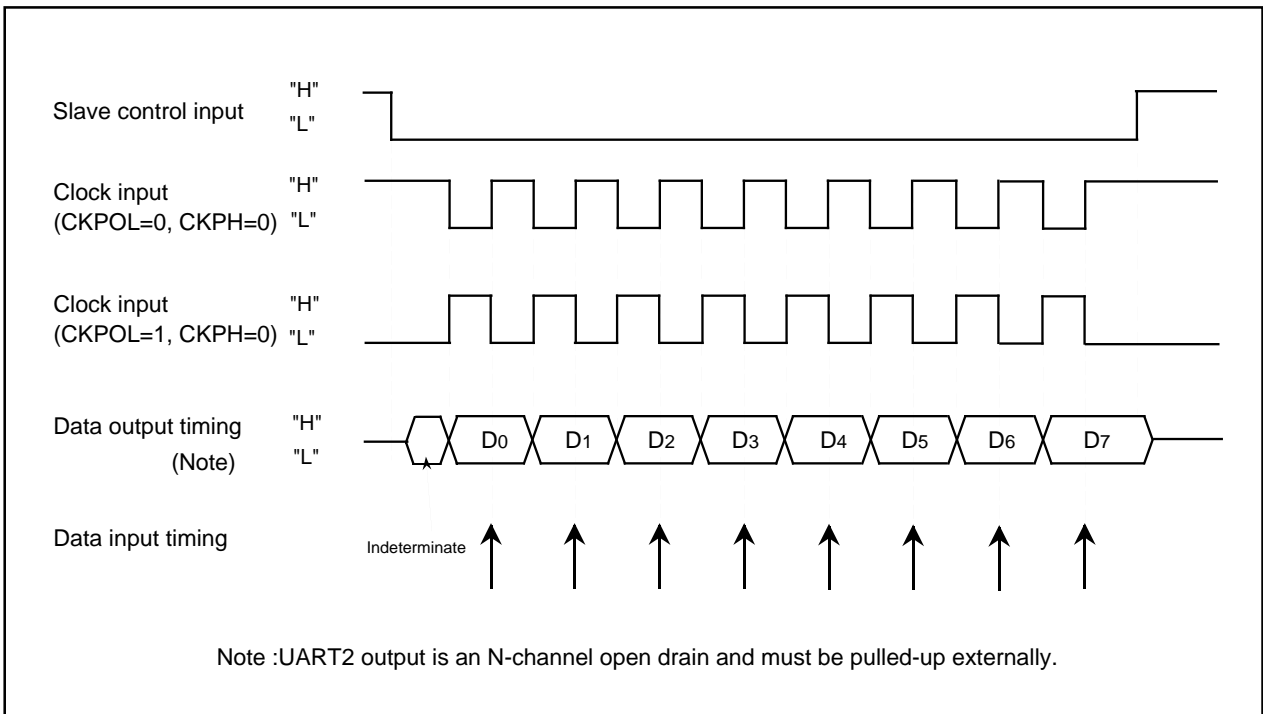 "H"
Slave control input
"L"
Clock input "H"
(CKPOL=0, CKPH=0) "L"
Clock input "H"
(CKPOL=1, CKPH=0) "L"
Data output timing "H"
(Note) "L"
D0 D1 D2 D3 D4 D5 D6 D7
Data input timing
Indeterminate
Note :UART2 output is an N-channel open drain and must be pulled-up externally.